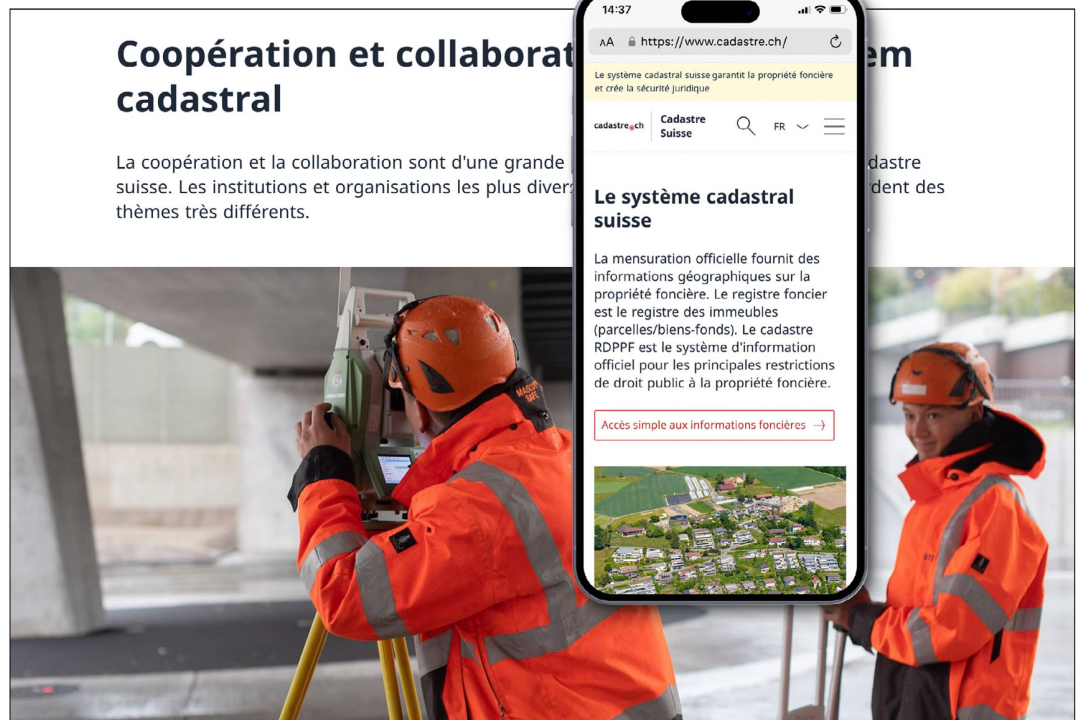 Coopération et collaborat
em
cadastral
La coopération et la collaboration sont d'une grande
dastre
suisse. Les institutions et organisations les plus diver
dent des
thèmes très différents.
14:37
AA https://www.cadastre.ch/
Le système cadastral suisse garantit la propriété foncière
et crée la sécurité juridique
cadastre.ch
Cadastre
Suisse
FR
Le système cadastral
suisse
La mensuration officielle fournit des
informations géographiques sur la
propriété foncière. Le registre foncier
est le registre des immeubles
(parcelles/biens-fonds). Le cadastre
RDPPF est le système d'information
officiel pour les principales restrictions
de droit public à la propriété foncière.
Accès simple aux informations foncières →
MASCOT
SAFE